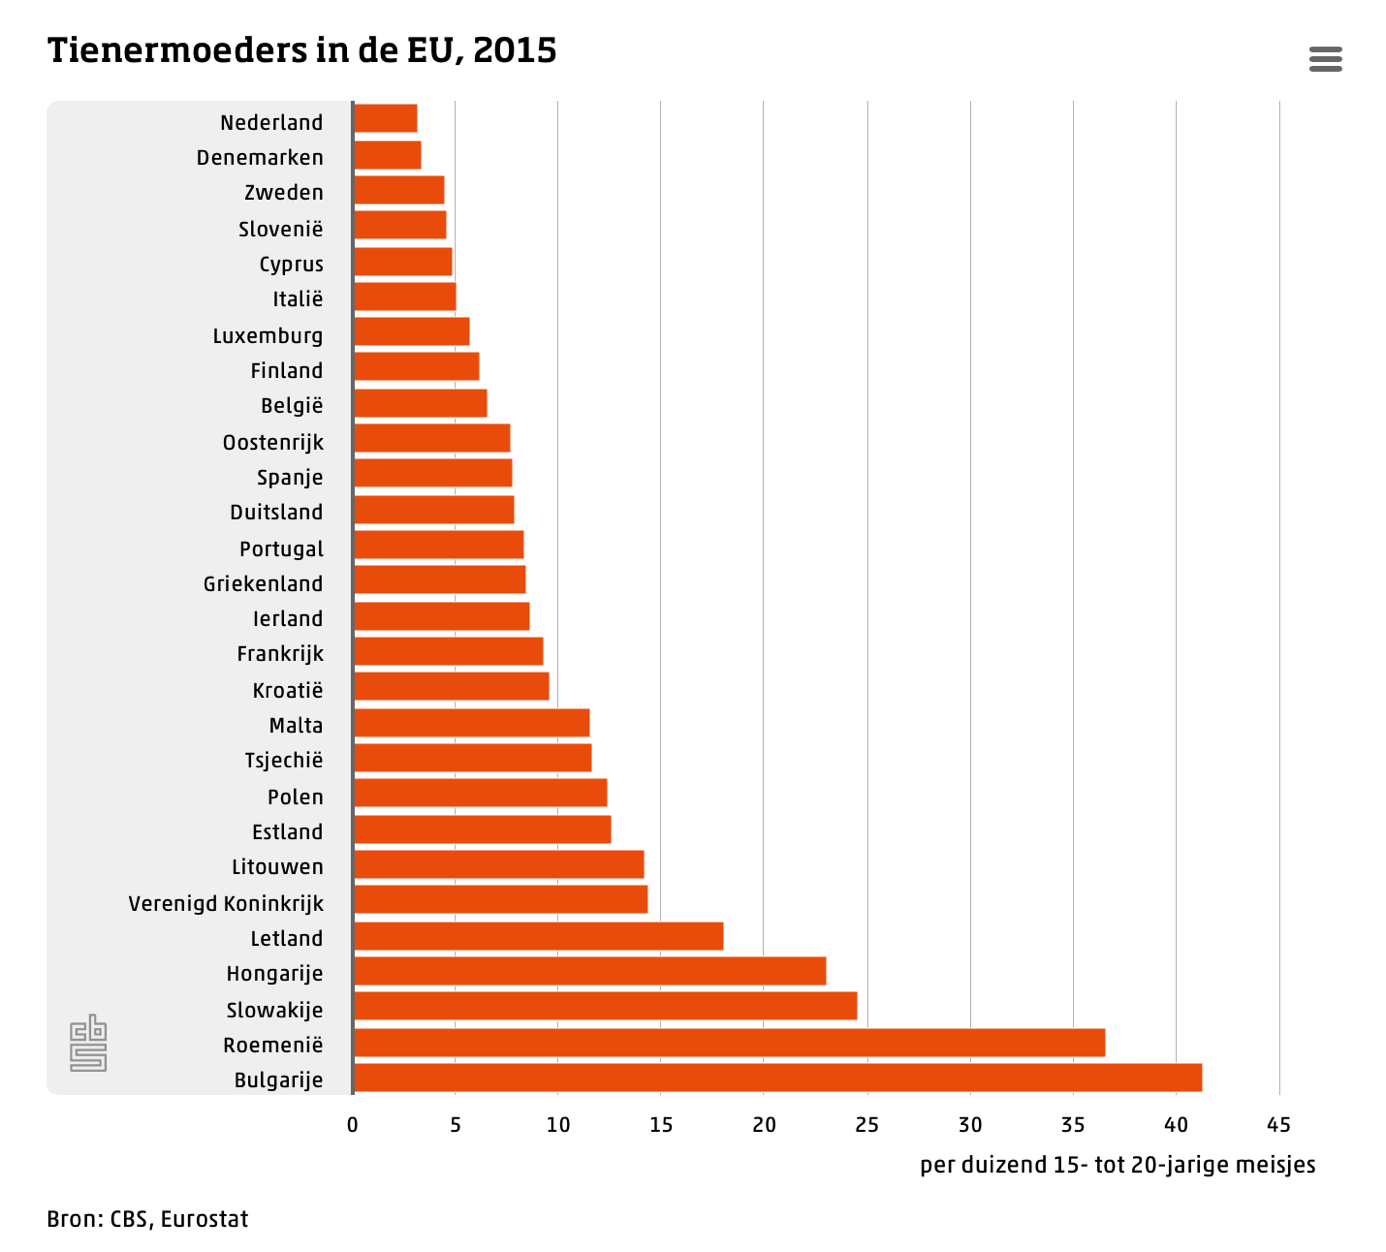 Tienermoeders in de EU, 2015
Nederland
Denemarken
Zweden
Slovenië
Cyprus
Italië
Luxemburg
Finland
België
Oostenrijk
Spanje
Duitsland
Portugal
Griekenland
Ierland
Frankrijk
Kroatië
Malta
Tsjechië
Polen
Estland
Litouwen
Verenigd Koninkrijk
Letland
Hongarije
Slowakije
Roemenië
Bulgarije
cbs
0 5 10 15 20 25 30 35 40 45
per duizend 15- tot 20-jarige meisjes
Bron: CBS, Eurostat